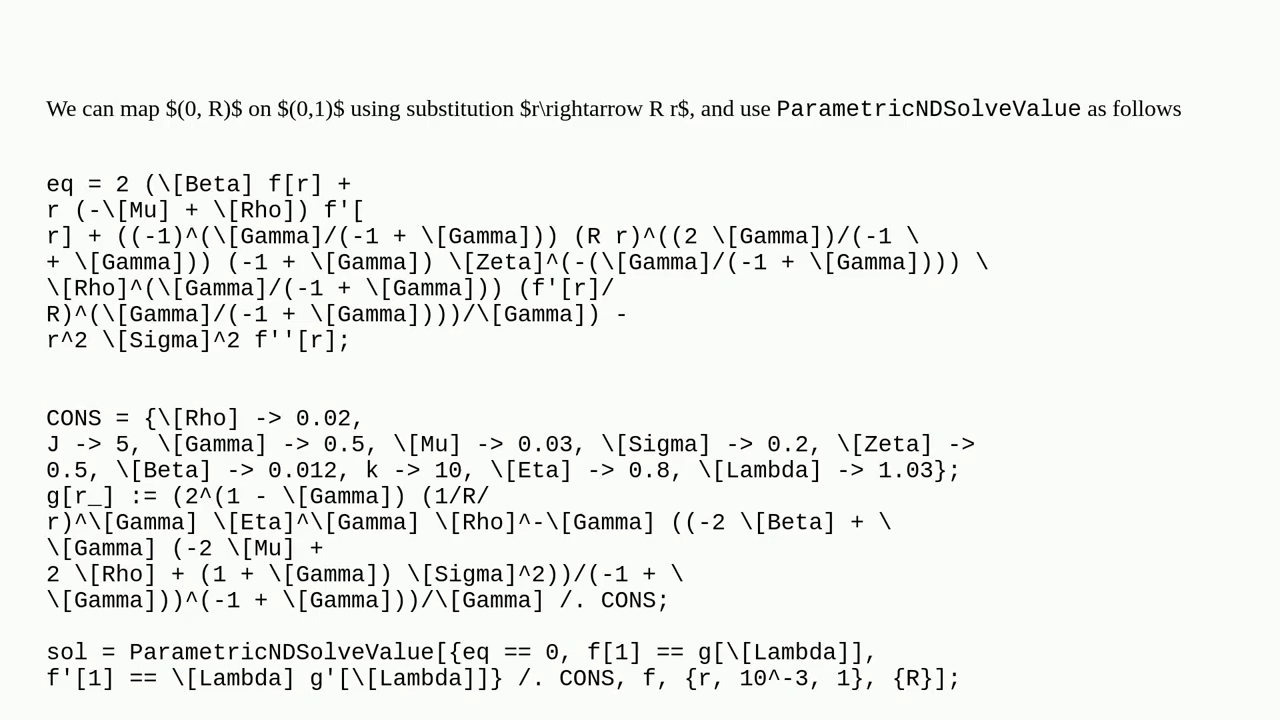 We can map $(0, R)$ on $(0,1)$ using substitution $r\rightarrow R r$, and use ParametricNDSolveValue as follows
eq = 2 (\[Beta] f[r] +
r (-\[Mu] + \[Rho]) f'[
r] + ((-1)^(\[Gamma]/(-1 + \[Gamma]))) (R r)^((2 \[Gamma])/(-1 \
+ \[Gamma])) (-1 + \[Gamma]) \[Zeta]^(-(\[Gamma]/(-1 + \[Gamma]))) \
\[Rho]^(\[Gamma]/(-1 + \[Gamma])) (f'[r]/
R)^(\[Gamma]/(-1 + \[Gamma])))/\[Gamma]) -
r^2 \[Sigma]^2 f''[r];
CONS = {\[Rho] -> 0.02,
J -> 5, \[Gamma] -> 0.5, \[Mu] -> 0.03, \[Sigma] -> 0.2, \[Zeta] ->
0.5, \[Beta] -> 0.012, k -> 10, \[Eta] -> 0.8, \[Lambda] -> 1.03};
g[r_] := (2^(1 - \[Gamma]) (1/R/
r)^\[Gamma] \[Eta]^\[Gamma] \[Rho]^-\[Gamma] ((-2 \[Beta] + \
\[Gamma] (-2 \[Mu] +
2 \[Rho] + (1 + \[Gamma]) \[Sigma]^2))/(-1 + \
\[Gamma]))^(-1 + \[Gamma]))/\[Gamma] /. CONS;
sol = ParametricNDSolveValue[{eq == 0, f[1] == g[\[Lambda]],
f'[1] == \[Lambda] g'[\[Lambda]]} /. CONS, f, {r, 10^-3, 1}, {R}];